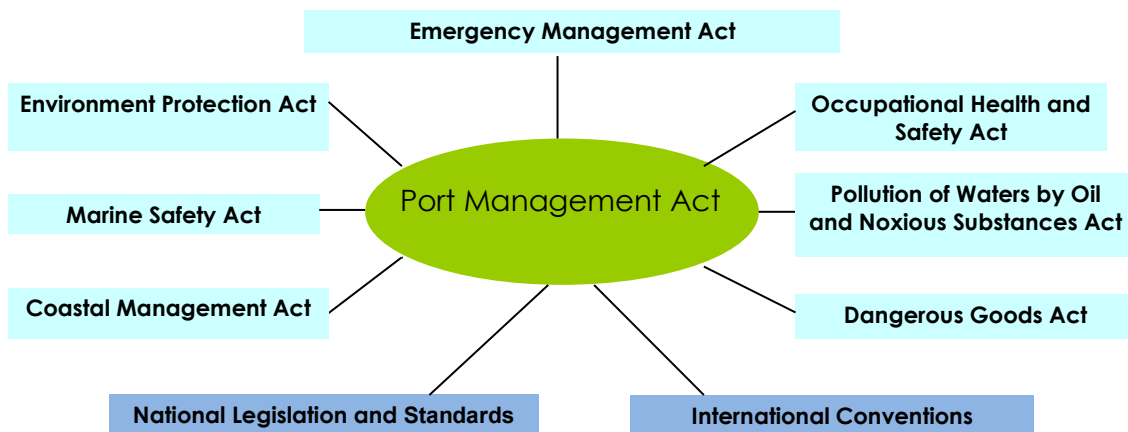 Emergency Management Act
Environment Protection Act
Occupational Health and
Safety Act
Port Management Act
Marine Safety Act
Pollution of Waters by Oil
and Noxious Substances Act
Coastal Management Act
Dangerous Goods Act
National Legislation and Standards
International Conventions